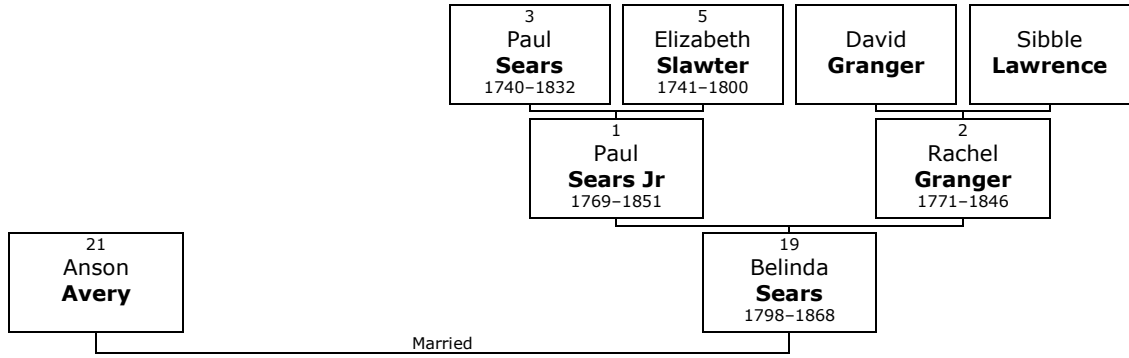 3
Paul
Sears
1740–1832
5
Elizabeth
Slawter
1741–1800
David
Granger
Sibble
Lawrence
1
Paul
Sears Jr
1769–1851
2
Rachel
Granger
1771–1846
21
Anson
Avery
19
Belinda
Sears
1798–1868
Married